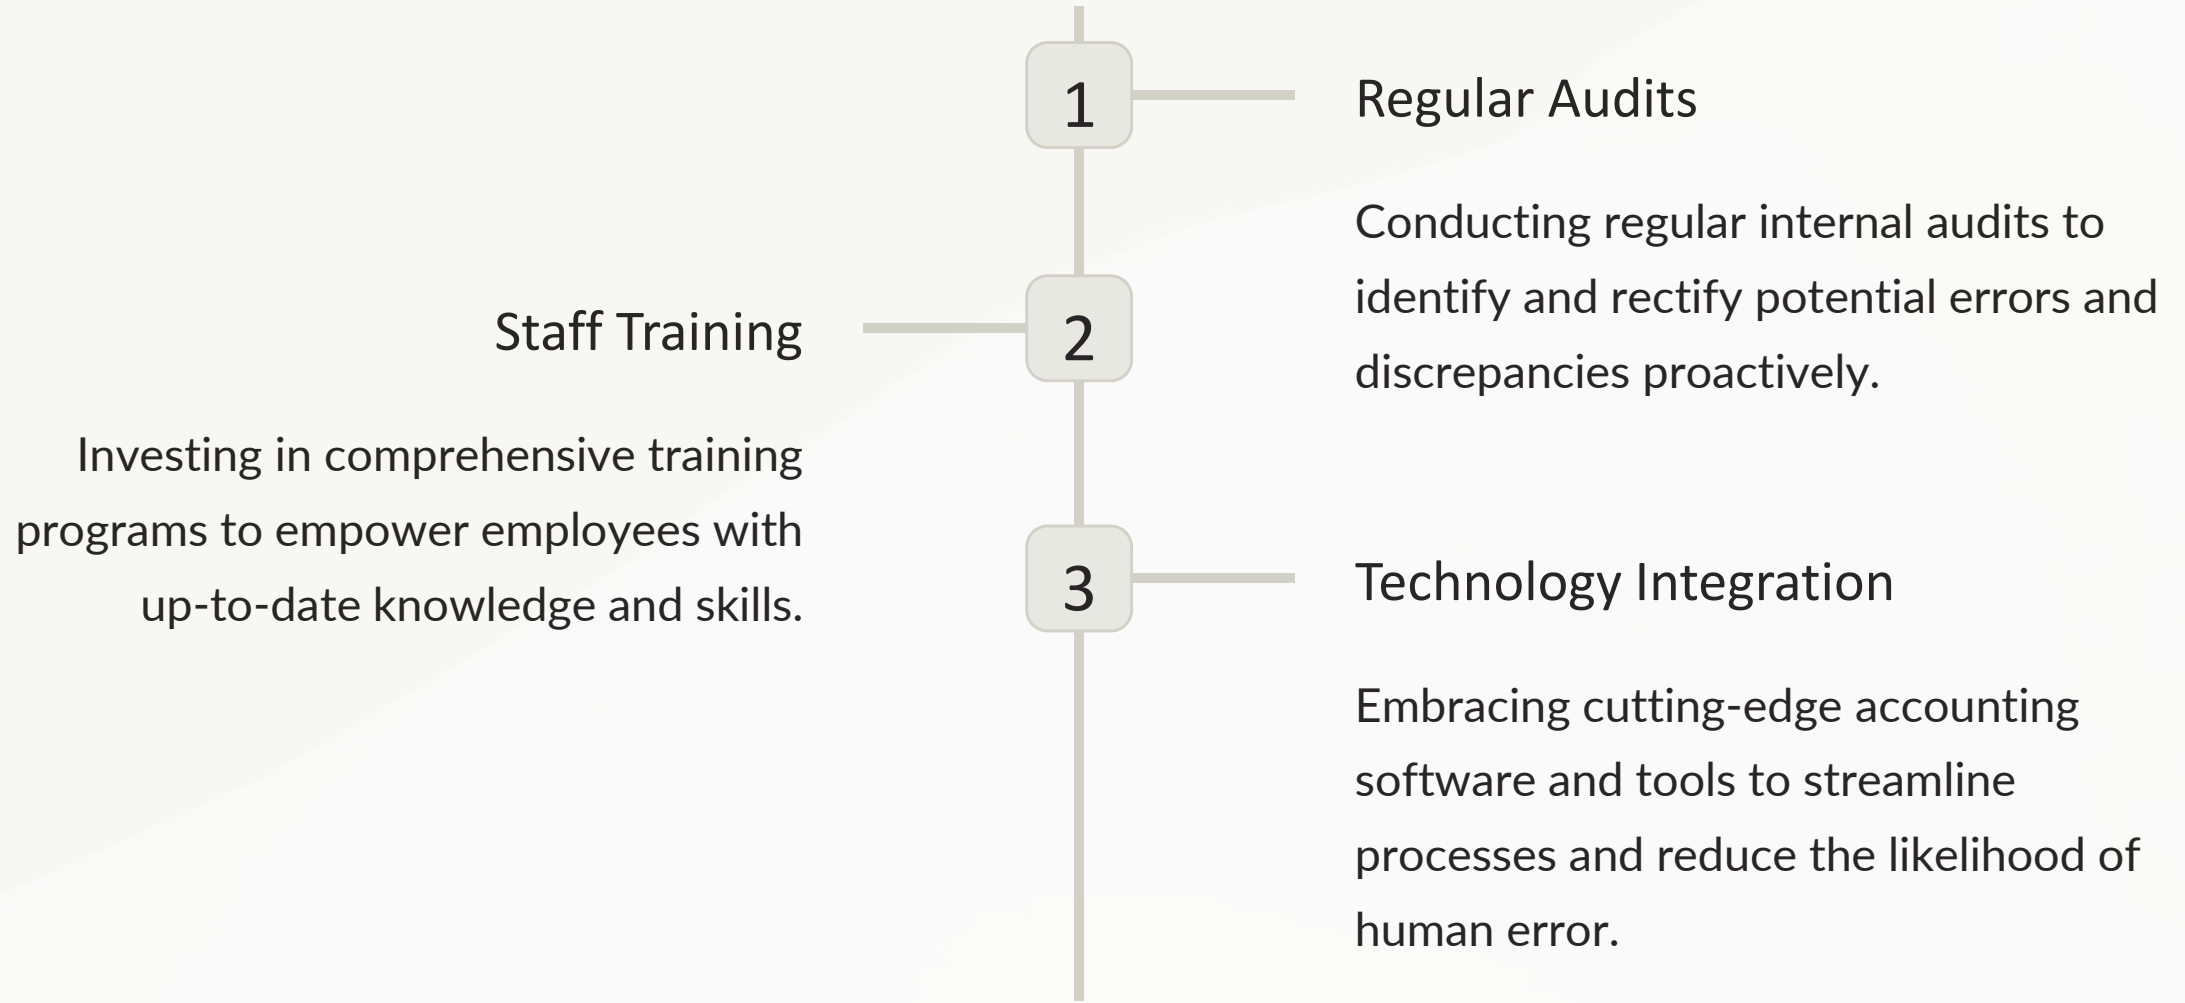 1
Regular Audits
Conducting regular internal audits to
identify and rectify potential errors and
discrepancies proactively.
2
Staff Training
Investing in comprehensive training
programs to empower employees with
up-to-date knowledge and skills.
3
Technology Integration
Embracing cutting-edge accounting
software and tools to streamline
processes and reduce the likelihood of
human error.